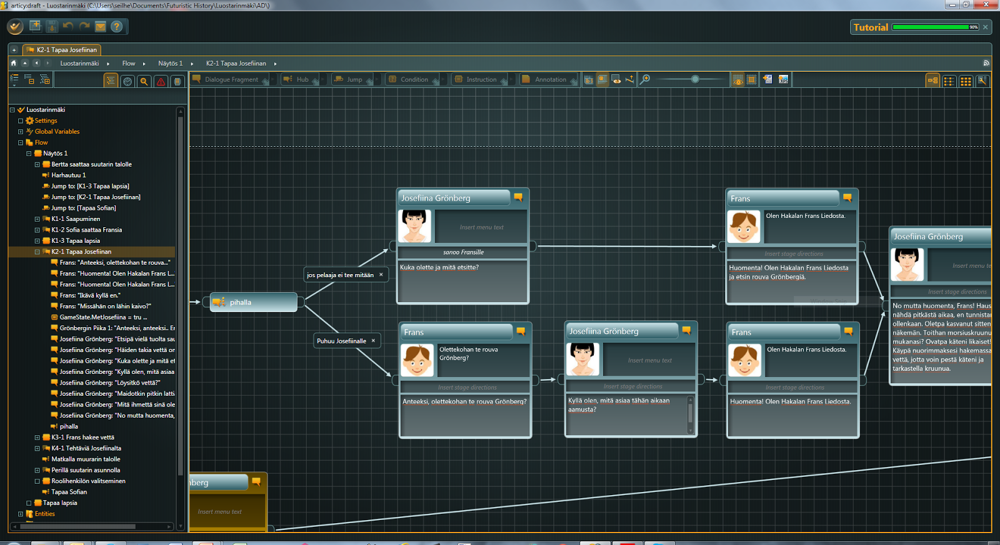 articy:draft - Luostarinmäki (C:\Users\seilhe\Documents\Futuristic History\Luostarinmäki\AD\)
Tutorial 90%
K2-1 Tapaa Josefiinan
Luostarinmäki Flow Näytös 1 K2-1 Tapaa Josefiinan
Dialogue Fragment Hub Jump Condition Instruction Annotation
Luostarinmäki
Settings
Global Variables
Flow
Näytös 1
Bertta saattaa suutarin talolle
Harhautuu 1
Jump to: [K1-3 Tapaa lapsia]
Jump to: [K2-1 Tapaa Josefiinan]
Jump to: [Tapaa Sofian]
K1-1 Saapuminen
K1-2 Sofia saattaa Fransia
K1-3 Tapaa lapsia
K2-1 Tapaa Josefiinan
Frans: "Anteeksi, olettekohan te rouva..."
Frans: "Huomenta! Olen Hakalan Frans L...
Frans: "Huomenta! Olen Hakalan Frans L...
Frans: "Ikävä kyllä en."
Frans: "Missähän on lähin kaivo?"
GameState.MetJosefiina = tru ...
Grönbergin Piika 1: "Anteeksi, anteeksi.. Er
Josefiina Grönberg: "Etsipä vielä tuolta sau
Josefiina Grönberg: "Häiden takia vettä on
Josefiina Grönberg: "Kuka olette ja mitä et
Josefiina Grönberg: "Kyllä olen, mitä asiaa
Josefiina Grönberg: "Löysitkö vettä?"
Josefiina Grönberg: "Maidotkin pitkin lattia
Josefiina Grönberg: "Mitä ihmettä sinä ole
Josefiina Grönberg: "No mutta huomenta,
pihalla
K3-1 Frans hakee vettä
K4-1 Tehtäviä Josefiinalta
Matkalla muurarin talolle
Perillä suutarin asunnolla
Roolihenkilön valitseminen
Tapaa Sofian
Tapaa lapsia
Entities
pihalla
jos pelaaja ei tee mitään
Puhuu Josefiinalle
Josefiina Grönberg
Insert menu text
sanoo Fransille
Kuka olette ja mitä etsitte?
Frans
Olen Hakalan Frans Liedosta.
Insert stage directions
Huomenta! Olen Hakalan Frans Liedosta
ja etsin rouva Grönbergiä.
Window Snip
Josefiina Grönberg
Insert menu te
Insert stage directions
No mutta huomenta, Frans! Haus
nähdä pitkästä aikaa, en tunnistar
ollenkaan. Oletpa kasvanut sitten
näkemän. Toithan morsiuskruunu
mukanasi? Ovatpa käteni likaiset!
Käypä nuorimmaksesi hakemassa
vettä, jotta voin pestä käteni ja
tarkastella kruunua.
Frans
Olettekohan te rouva
Grönberg?
Insert stage directions
Anteeksi, olettekohan te rouva Grönberg?
Josefiina Grönberg
Insert menu text
Insert stage directions
Kyllä olen, mitä asiaa tähän aikaan
aamusta?
Frans
Olen Hakalan Frans Liedosta.
Insert stage directions
Huomenta! Olen Hakalan Frans Liedosta.
nberg
Insert menu text